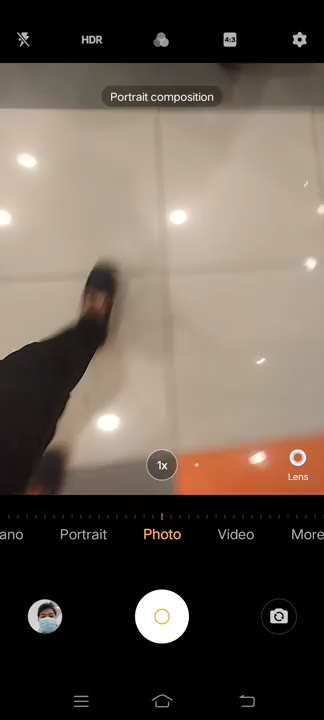 HDR
4:3
Portrait composition
1x
Lens
ano Portrait Photo Video More